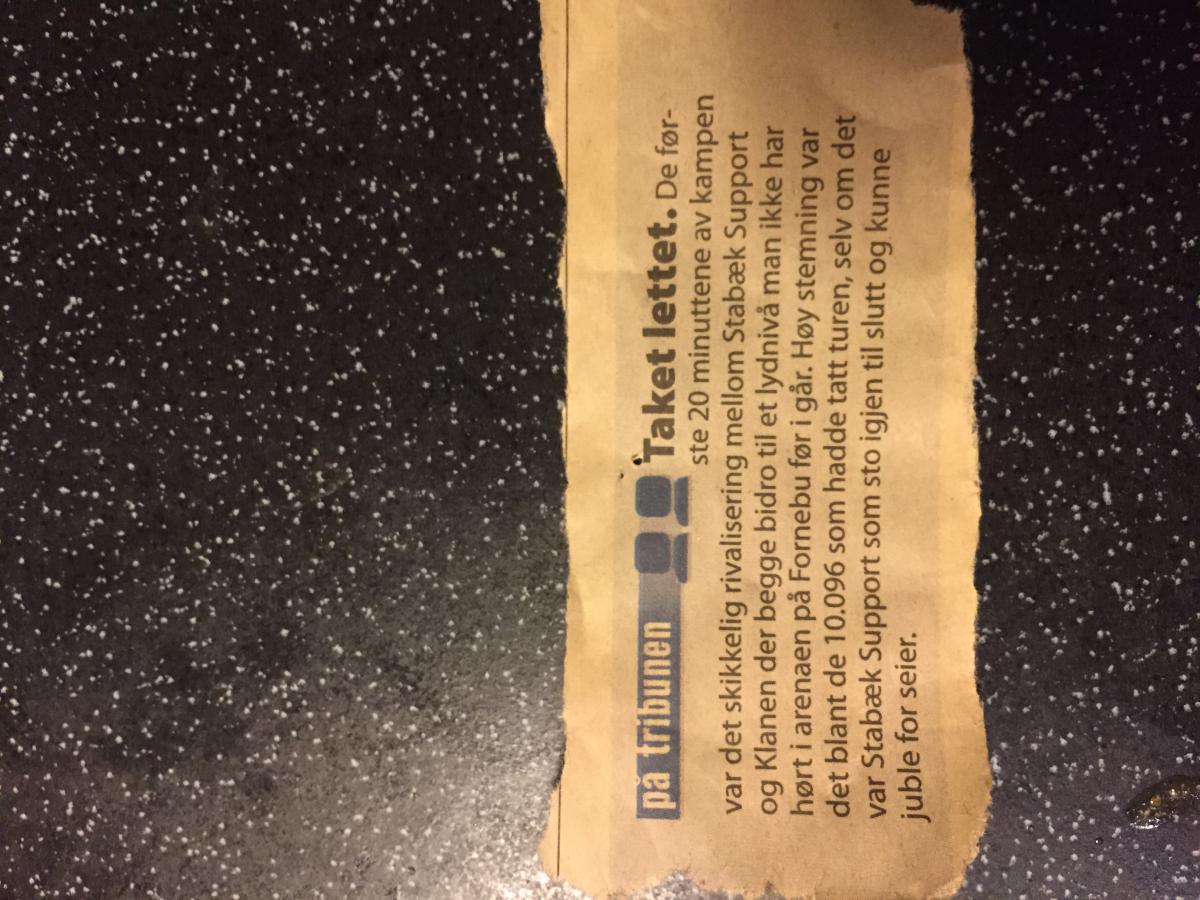 på tribunen Taket lettet. De før-
ste 20 minuttene av kampen
var det skikkelig rivalisering mellom Stabæk Support
og Klanen der begge bidro til et lydnivå man ikke har
hørt i arenaen på Fornebu før i går. Høy stemning var
det blant de 10.096 som hadde tatt turen, selv om det
var Stabæk Support som sto igjen til slutt og kunne
juble for seier.